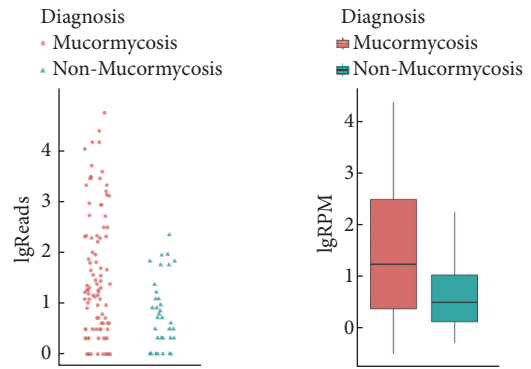 Diagnosis
Mucormycosis
Non-Mucormycosis
lgReads
4
3
2
1
0
Diagnosis
Mucormycosis
Non-Mucormycosis
lgRPM
4
3
2
1
0